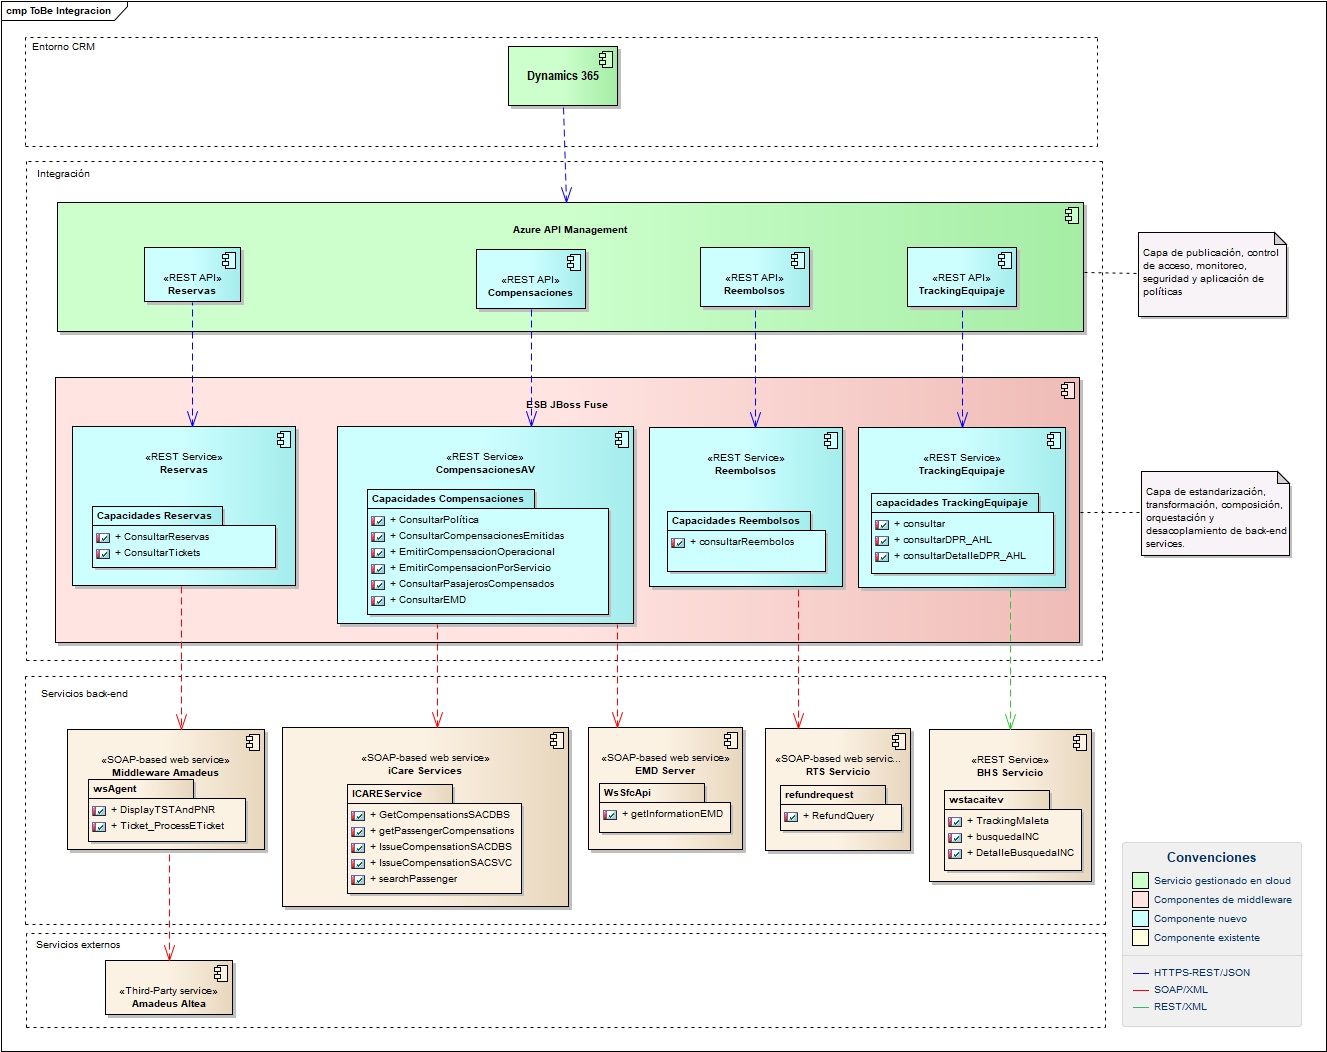 cmp ToBe Integracion
Entorno CRM
Dynamics 365
Integración
Azure API Management
«REST API»
Reservas
«REST API»
Compensaciones
«REST API»
Reembolsos
«REST API»
TrackingEquipaje
Capa de publicación, control
de acceso, monitoreo,
seguridad y aplicación de
políticas
ESB JBoss Fuse
«REST Service»
Reservas
Capacidades Reservas
+ ConsultarReservas
+ ConsultarTickets
«REST Service»
CompensacionesAV
Capacidades Compensaciones
+ ConsultarPolítica
+ ConsultarCompensacionesEmitidas
+ EmitirCompensacionOperacional
+ EmitirCompensacionPorServicio
+ ConsultarPasajerosCompensados
+ ConsultarEMD
«REST Service»
Reembolsos
Capacidades Reembolsos
+ consultarReembolsos
«REST Service»
TrackingEquipaje
capacidades TrackingEquipaje
+ consultar
+ consultarDPR_AHL
+ consultarDetalleDPR_AHL
Capa de estandarización,
transformación, composición,
orquestación y
desacoplamiento de back-end
services.
Servicios back-end
«SOAP-based web service»
Middleware Amadeus
wsAgent
+ DisplayTSTAndPNR
+ Ticket_ProcessETicket
«SOAP-based web service»
iCare Services
ICAREService
+ GetCompensationsSACDBS
+ getPassengerCompensations
+ IssueCompensationSACDBS
+ IssueCompensationSACSVC
+ searchPassenger
«SOAP-based web service»
EMD Server
WsSfcApi
+ getInformationEMD
«SOAP-based web servic...
RTS Servicio
refundrequest
+ RefundQuery
«REST Service»
BHS Servicio
wstacaitev
+ TrackingMaleta
+ busquedaINC
+ DetalleBusquedaINC
Servicios externos
«Third-Party service»
Amadeus Altea
Convenciones
Servicio gestionado en cloud
Componentes de middleware
Componente nuevo
Componente existente
HTTPS-REST/JSON
SOAP/XML
REST/XML